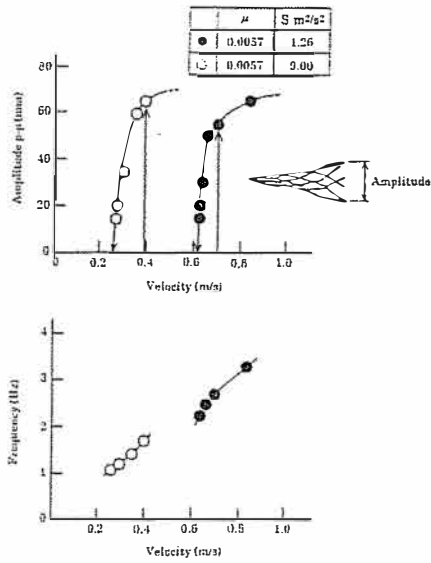 μ S m²/s²
0.0057 1.26
0.0057
80
60
40
20
0
Amplitude p-p (mm)
0 0.2 0.4 0.6 0.8 1.0
Velocity (m/s)
Amplitude
4
3
2
1
0
Frequency (Hz)
0.2 0.4 0.6 0.8 1.0
Velocity (m/s)